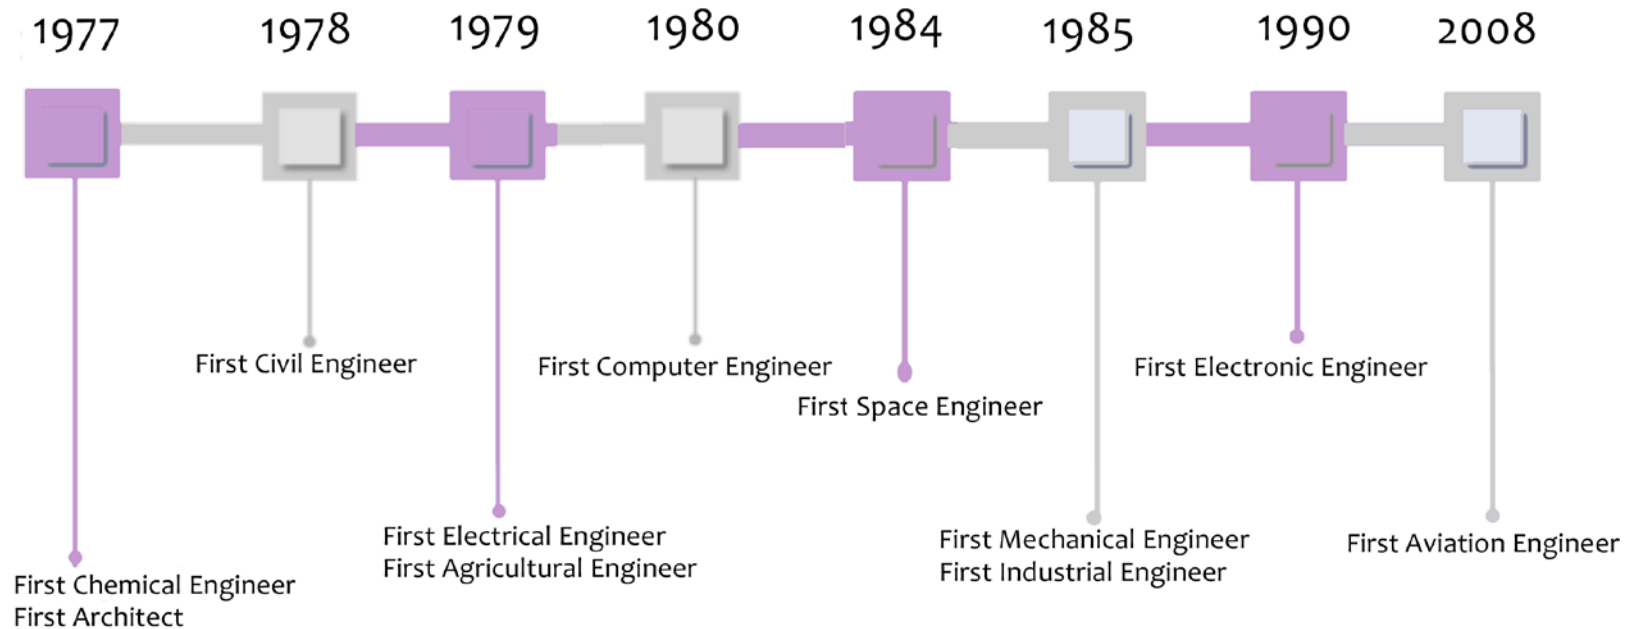 1977
1978
1979
1980
1984
1985
1990
2008
First Civil Engineer
First Computer Engineer
First Electronic Engineer
First Space Engineer
First Electrical Engineer
First Agricultural Engineer
First Mechanical Engineer
First Industrial Engineer
First Aviation Engineer
First Chemical Engineer
First Architect